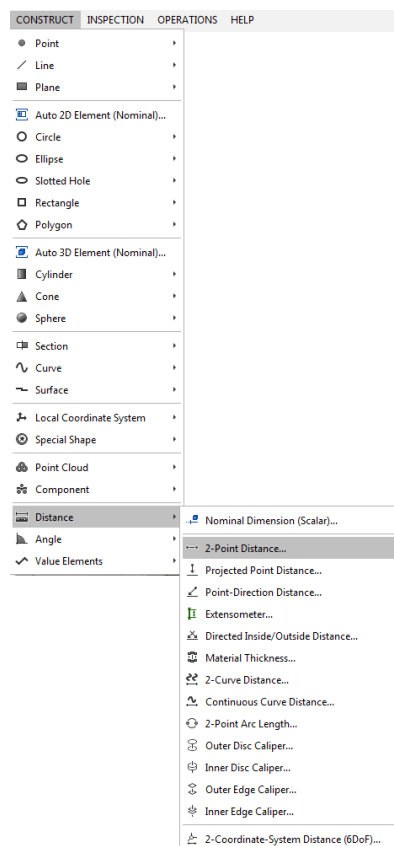 CONSTRUCT INSPECTION OPERATIONS HELP
Point
Line
Plane
Auto 2D Element (Nominal)...
Circle
Ellipse
Slotted Hole
Rectangle
Polygon
Auto 3D Element (Nominal)...
Cylinder
Cone
Sphere
Section
Curve
Surface
Local Coordinate System
Special Shape
Point Cloud
Component
Distance
Angle
Value Elements
Nominal Dimension (Scalar)...
2-Point Distance...
Projected Point Distance...
Point-Direction Distance...
Extensometer...
Directed Inside/Outside Distance...
Material Thickness...
2-Curve Distance...
Continuous Curve Distance...
2-Point Arc Length...
Outer Disc Caliper...
Inner Disc Caliper...
Outer Edge Caliper...
Inner Edge Caliper...
2-Coordinate-System Distance (6DoF)...